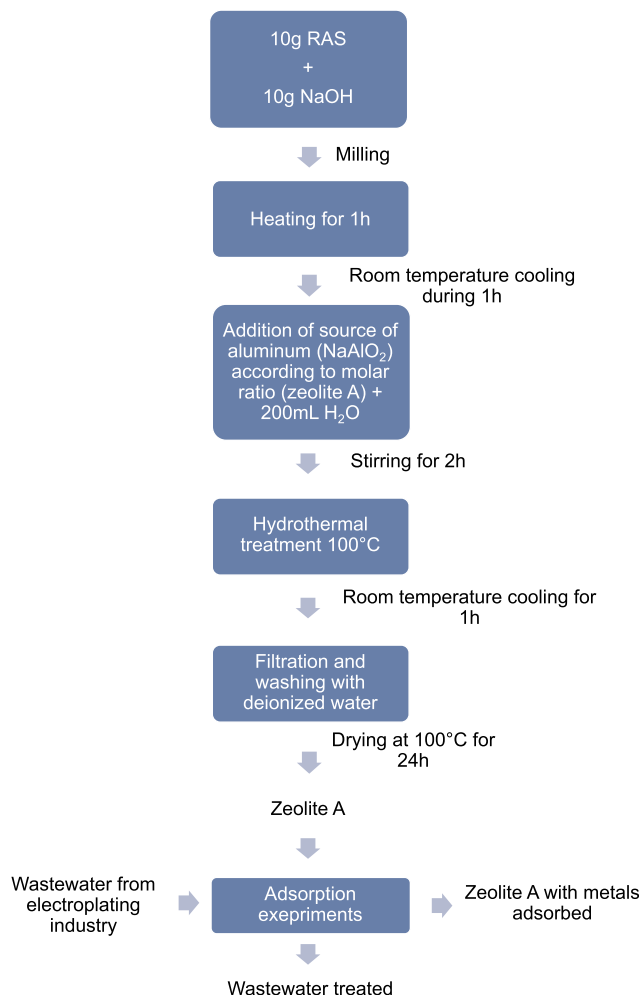 10g RAS
+
10g NaOH
Milling
Heating for 1h
Room temperature cooling
during 1h
Addition of source of
aluminum (NaAlO₂)
according to molar
ratio (zeolite A) +
200mL H₂O
Stirring for 2h
Hydrothermal
treatment 100°C
Room temperature cooling for
1h
Filtration and
washing with
deionized water
Drying at 100°C for
24h
Zeolite A
Wastewater from
electroplating
industry
Adsorption
exepriments
Zeolite A with metals
adsorbed
Wastewater treated